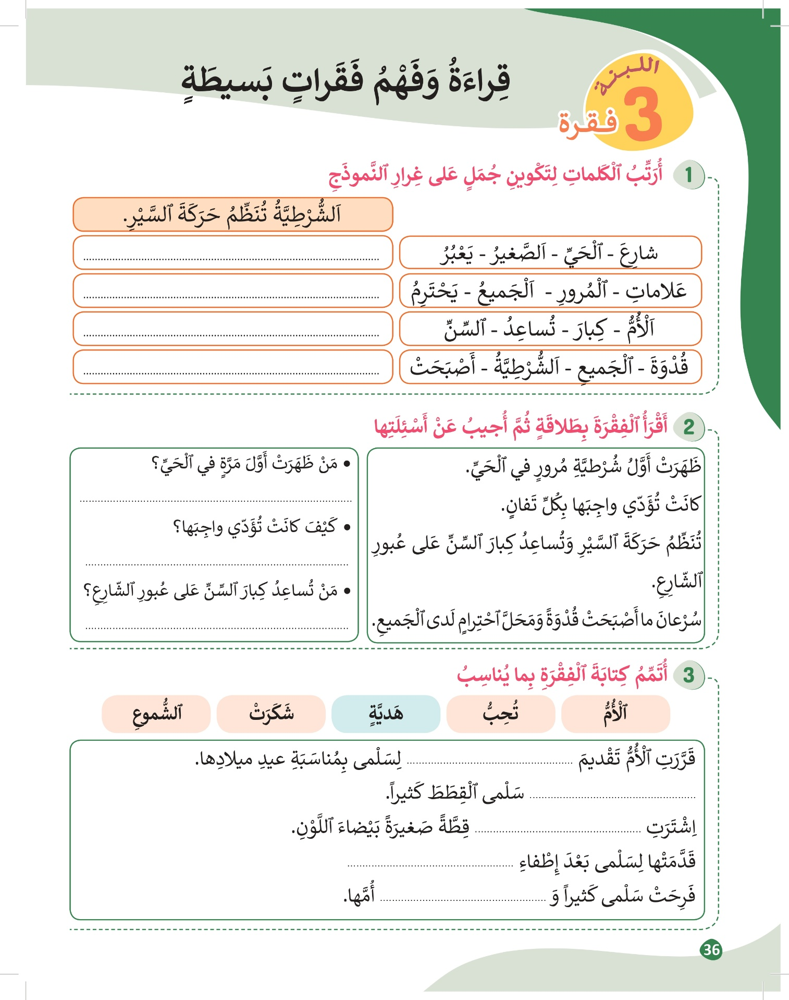 اللبنة
3
فقرة
قِراءَةُ وَفَهْمُ فَقَراتٍ بَسيطَةٍ
1 أُرَتِّبُ ٱلْكَلماتِ لِتَكْوينِ جُمَلٍ عَلى غِرارِ ٱلنَّموذَجِ
اَلشُّرْطِيَّةُ تُنَظِّمُ حَرَكَةَ ٱلسَّيْرِ.
شارِعَ - ٱلْحَيِّ - اَلصَّغيرُ - يَعْبُرُ
عَلاماتِ - ٱلْمُرورِ - اَلْجَميعُ - يَحْتَرِمُ
اَلْأُمُّ - كِبارَ - تُساعِدُ - ٱلسِّنِّ
قُدْوَةَ - ٱلْجَميعِ - اَلشُّرْطِيَّةُ - أَصْبَحَتْ
2 أَقْرَأُ ٱلْفِقْرَةَ بِطَلاقَةٍ ثُمَّ أُجيبُ عَنْ أَسْئِلَتِها
ظَهَرَتْ أَوَّلُ شُرْطيَّةِ مُرورٍ في ٱلْحَيِّ.
كانَتْ تُؤَدّي واجِبَها بِكُلِّ تَفانٍ.
تُنَظِّمُ حَرَكَةَ ٱلسَّيْرِ وَتُساعِدُ كِبارَ ٱلسِّنِّ عَلى عُبورِ
ٱلشّارِعِ.
سُرْعانَ ما أَصْبَحَتْ قُدْوَةً وَمَحَلَّ ٱحْتِرامٍ لَدى ٱلْجَميعِ.
• مَنْ ظَهَرَتْ أَوَّلَ مَرَّةٍ في ٱلْحَيِّ؟
• كَيْفَ كانَتْ تُؤَدّي واجِبَها؟
• مَنْ تُساعِدُ كِبارَ ٱلسِّنِّ عَلى عُبورِ ٱلشّارِعِ؟
3 أُتَمِّمُ كِتابَةَ ٱلْفِقْرَةِ بِما يُناسِبُ
ٱلْأُمُّ تُحِبُّ هَديَّةٍ شَكَرَتْ ٱلشُّموعِ
قَرَّرَتِ ٱلْأُمُّ تَقْديمَ ........ لِسَلْمى بِمُناسَبَةِ عيدِ ميلادِها.
........ سَلْمى ٱلْقِطَطَ كَثيراً.
اِشْتَرَتِ ........ قِطَّةً صَغيرَةً بَيْضاءَ ٱللَّوْنِ.
قَدَّمَتْها لِسَلْمى بَعْدَ إِطْفاءِ ........
فَرِحَتْ سَلْمى كَثيراً وَ ........ أُمَّها.
36